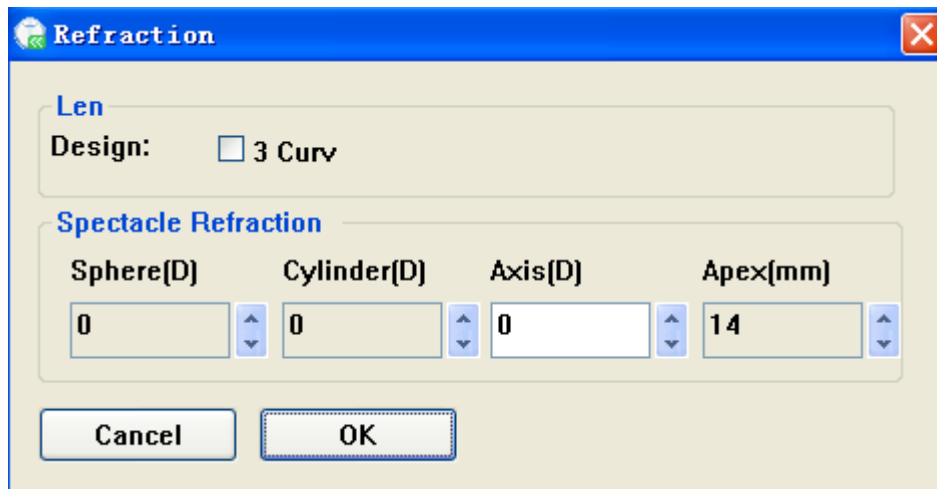 Refraction
Len
Design: 3 Curv
Spectacle Refraction
Sphere(D) Cylinder(D) Axis(D) Apex(mm)
0 0 0 14
Cancel OK